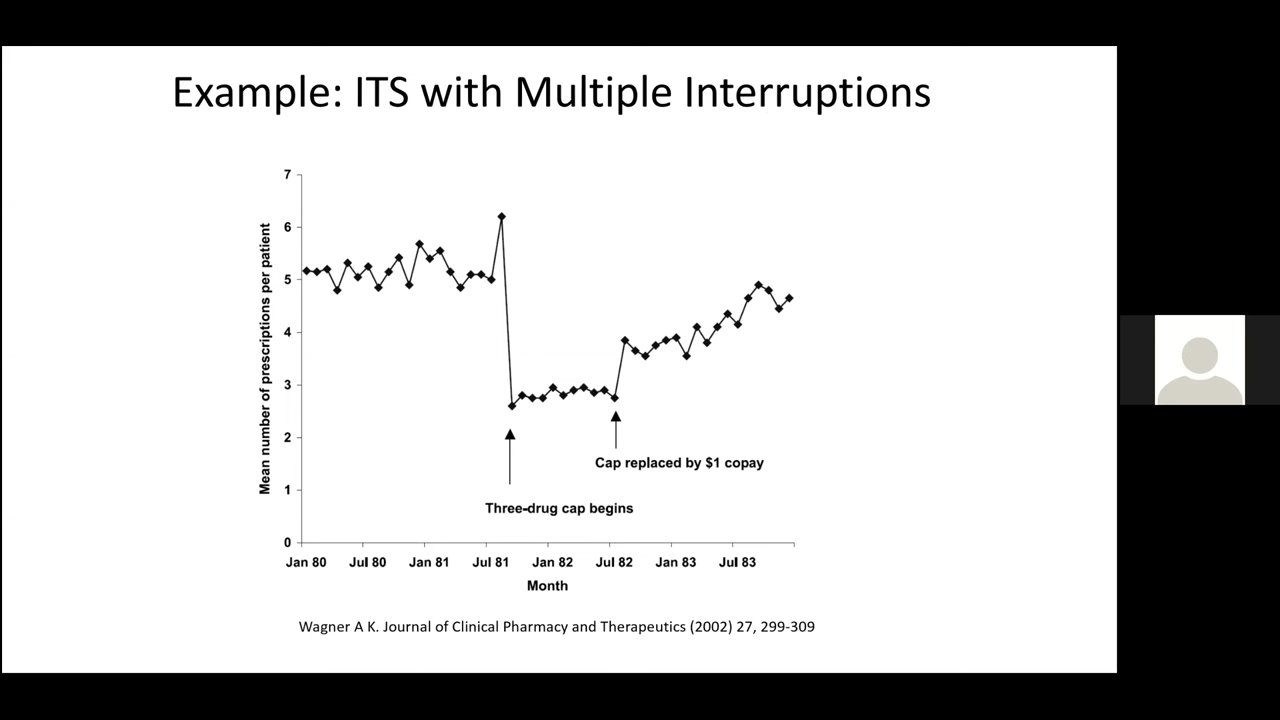 Example: ITS with Multiple Interruptions
7
6
5
4
3
2
1
0
Mean number of prescriptions per patient
Cap replaced by $1 copay
Three-drug cap begins
Jan 80 Jul 80 Jan 81 Jul 81 Jan 82 Jul 82 Jan 83 Jul 83
Month
Wagner A K. Journal of Clinical Pharmacy and Therapeutics (2002) 27, 299-309